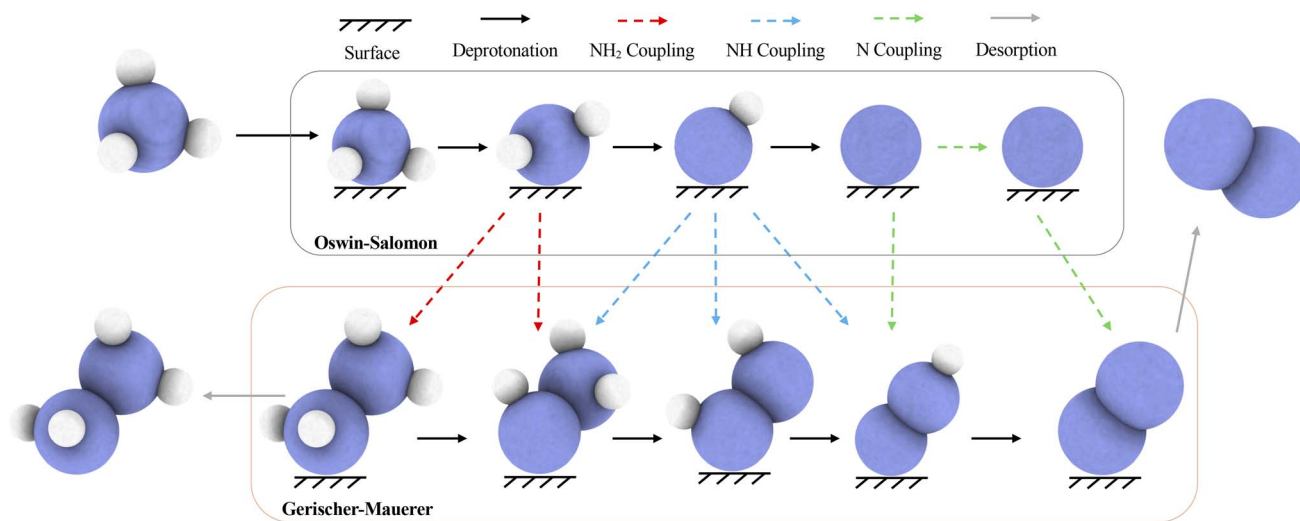 Surface
Deprotonation
NH₂ Coupling
NH Coupling
N Coupling
Desorption
Oswin-Salomon
Gerischer-Mauerer